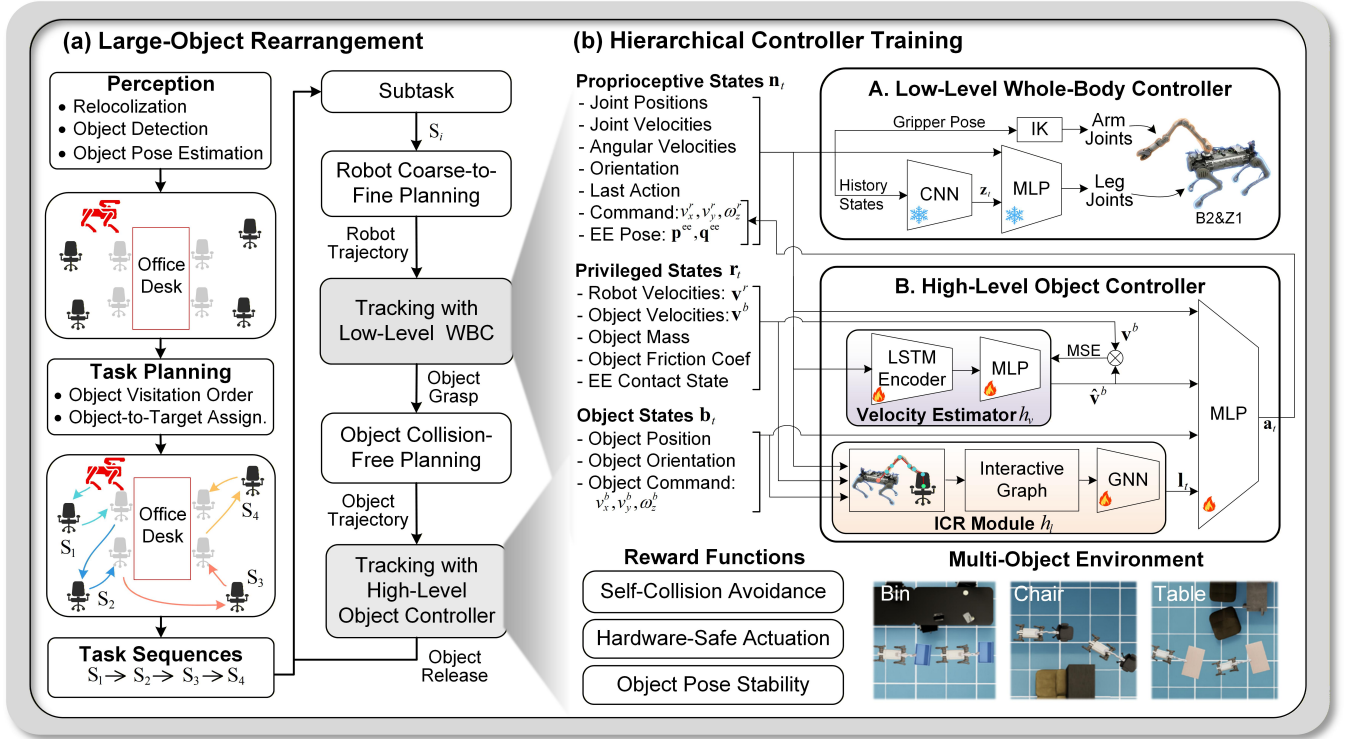 (a) Large-Object Rearrangement
Perception
• Relocolization
• Object Detection
• Object Pose Estimation
Office
Desk
Task Planning
• Object Visitation Order
• Object-to-Target Assign.
Office
Desk
S₁
S₂
S₃
S₄
Task Sequences
S₁→ S₂→ S₃→ S₄
Subtask
Sᵢ
Robot Coarse-to-
Fine Planning
Robot
Trajectory
Tracking with
Low-Level WBC
Object
Grasp
Object Collision-
Free Planning
Object
Trajectory
Tracking with
High-Level
Object Controller
Object
Release
(b) Hierarchical Controller Training
Proprioceptive States nₜ
- Joint Positions
- Joint Velocities
- Angular Velocities
- Orientation
- Last Action
- Command: vₓʳ, vᵧʳ, ω_zʳ
- EE Pose: pᵉᵉ, qᵉᵉ
Privileged States rₜ
- Robot Velocities: vʳ
- Object Velocities: vᵇ
- Object Mass
- Object Friction Coef
- EE Contact State
Object States bₜ
- Object Position
- Object Orientation
- Object Command:
vₓᵇ, vᵧᵇ, ω_zᵇ
A. Low-Level Whole-Body Controller
Gripper Pose
IK
Arm
Joints
History
States
CNN
zₜ
MLP
Leg
Joints
B2&Z1
B. High-Level Object Controller
LSTM
Encoder
MLP
MSE
vᵇ
v̂ᵇ
Velocity Estimator hᵥ
MLP
aₜ
Interactive
Graph
GNN
lₜ
ICR Module hₗ
Reward Functions
Self-Collision Avoidance
Hardware-Safe Actuation
Object Pose Stability
Multi-Object Environment
Bin
Chair
Table